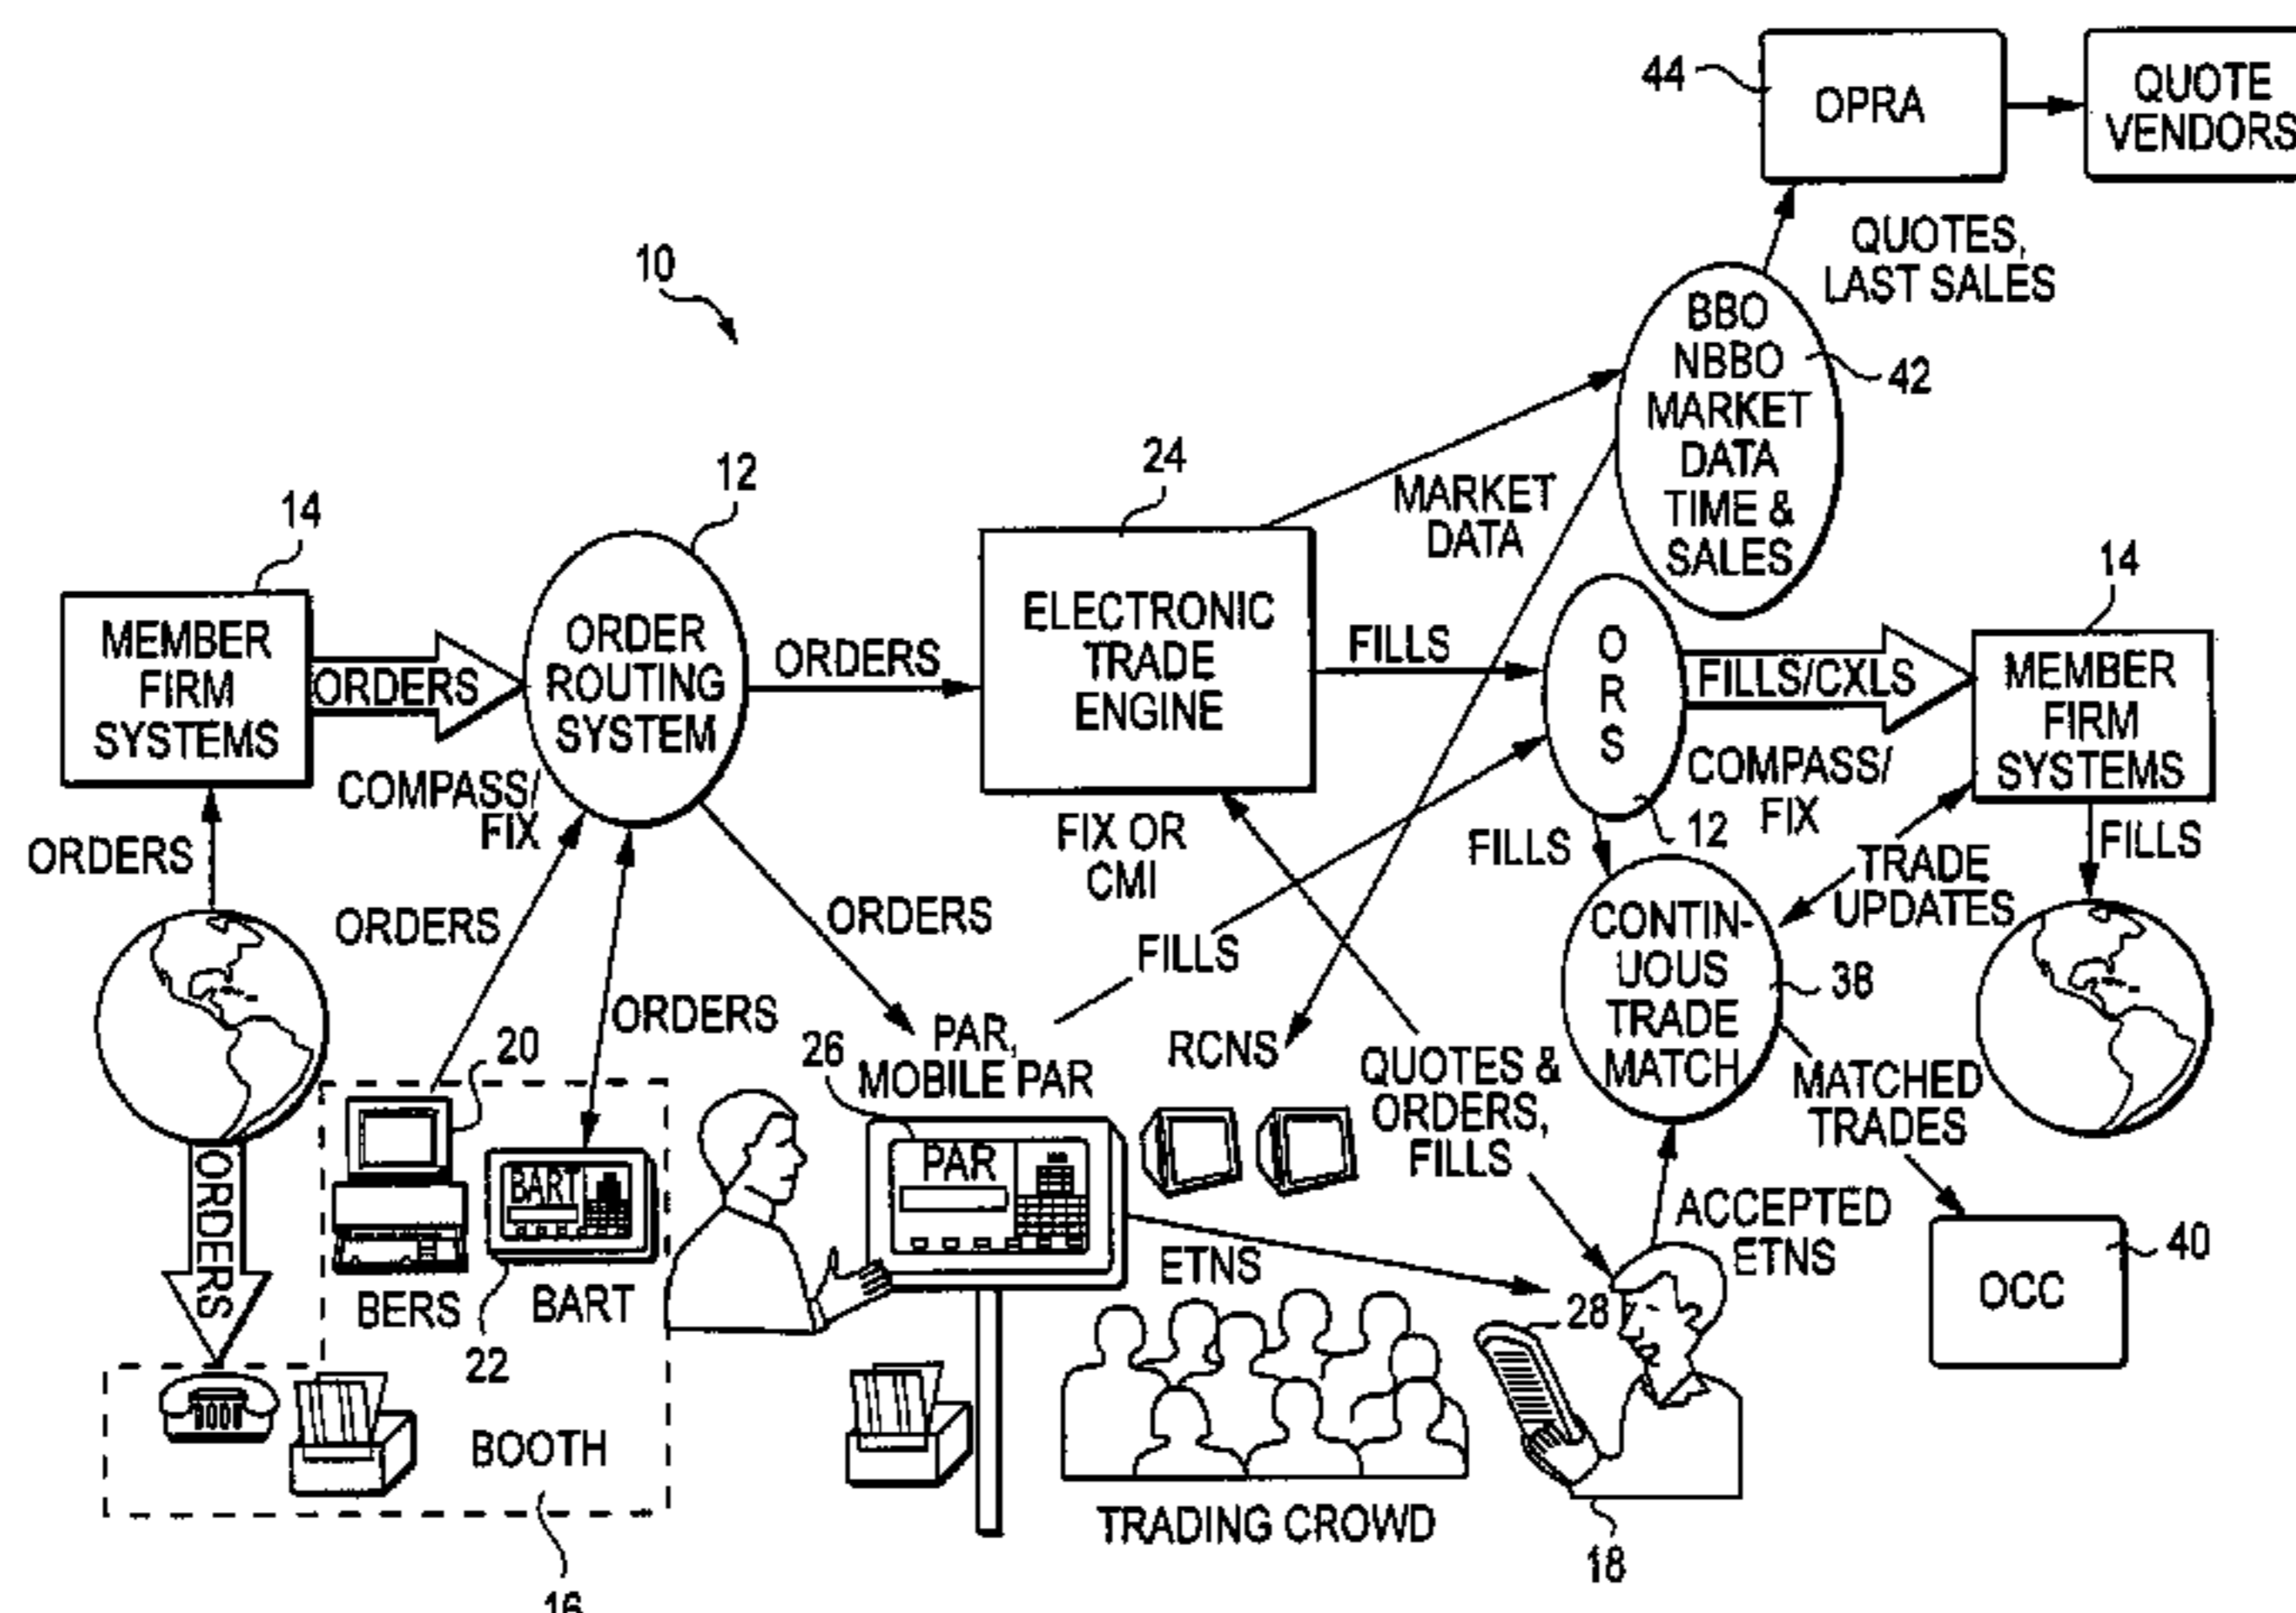 44
OPRA
QUOTE
VENDORS
QUOTES,
LAST SALES
10
BBO
NBBO
MARKET
DATA
TIME &
SALES
42
MARKET
DATA
14
MEMBER
FIRM
SYSTEMS
ORDERS
12
ORDER
ROUTING
SYSTEM
COMPASS/
FIX
ORDERS
24
ELECTRONIC
TRADE
ENGINE
FIX OR
CMI
FILLS
O
R
S
12
FILLS/CXLS
COMPASS/
FIX
14
MEMBER
FIRM
SYSTEMS
ORDERS
ORDERS
ORDERS
ORDERS
FILLS
FILLS
TRADE
UPDATES
FILLS
CONTIN-
UOUS
TRADE
MATCH
38
20
26
PAR,
MOBILE PAR
RCNS
QUOTES &
ORDERS,
FILLS
MATCHED
TRADES
ORDERS
BART
PAR
ETNS
ACCEPTED
ETNS
OCC
40
BERS
BART
22
28
BOOTH
TRADING CROWD
18
16